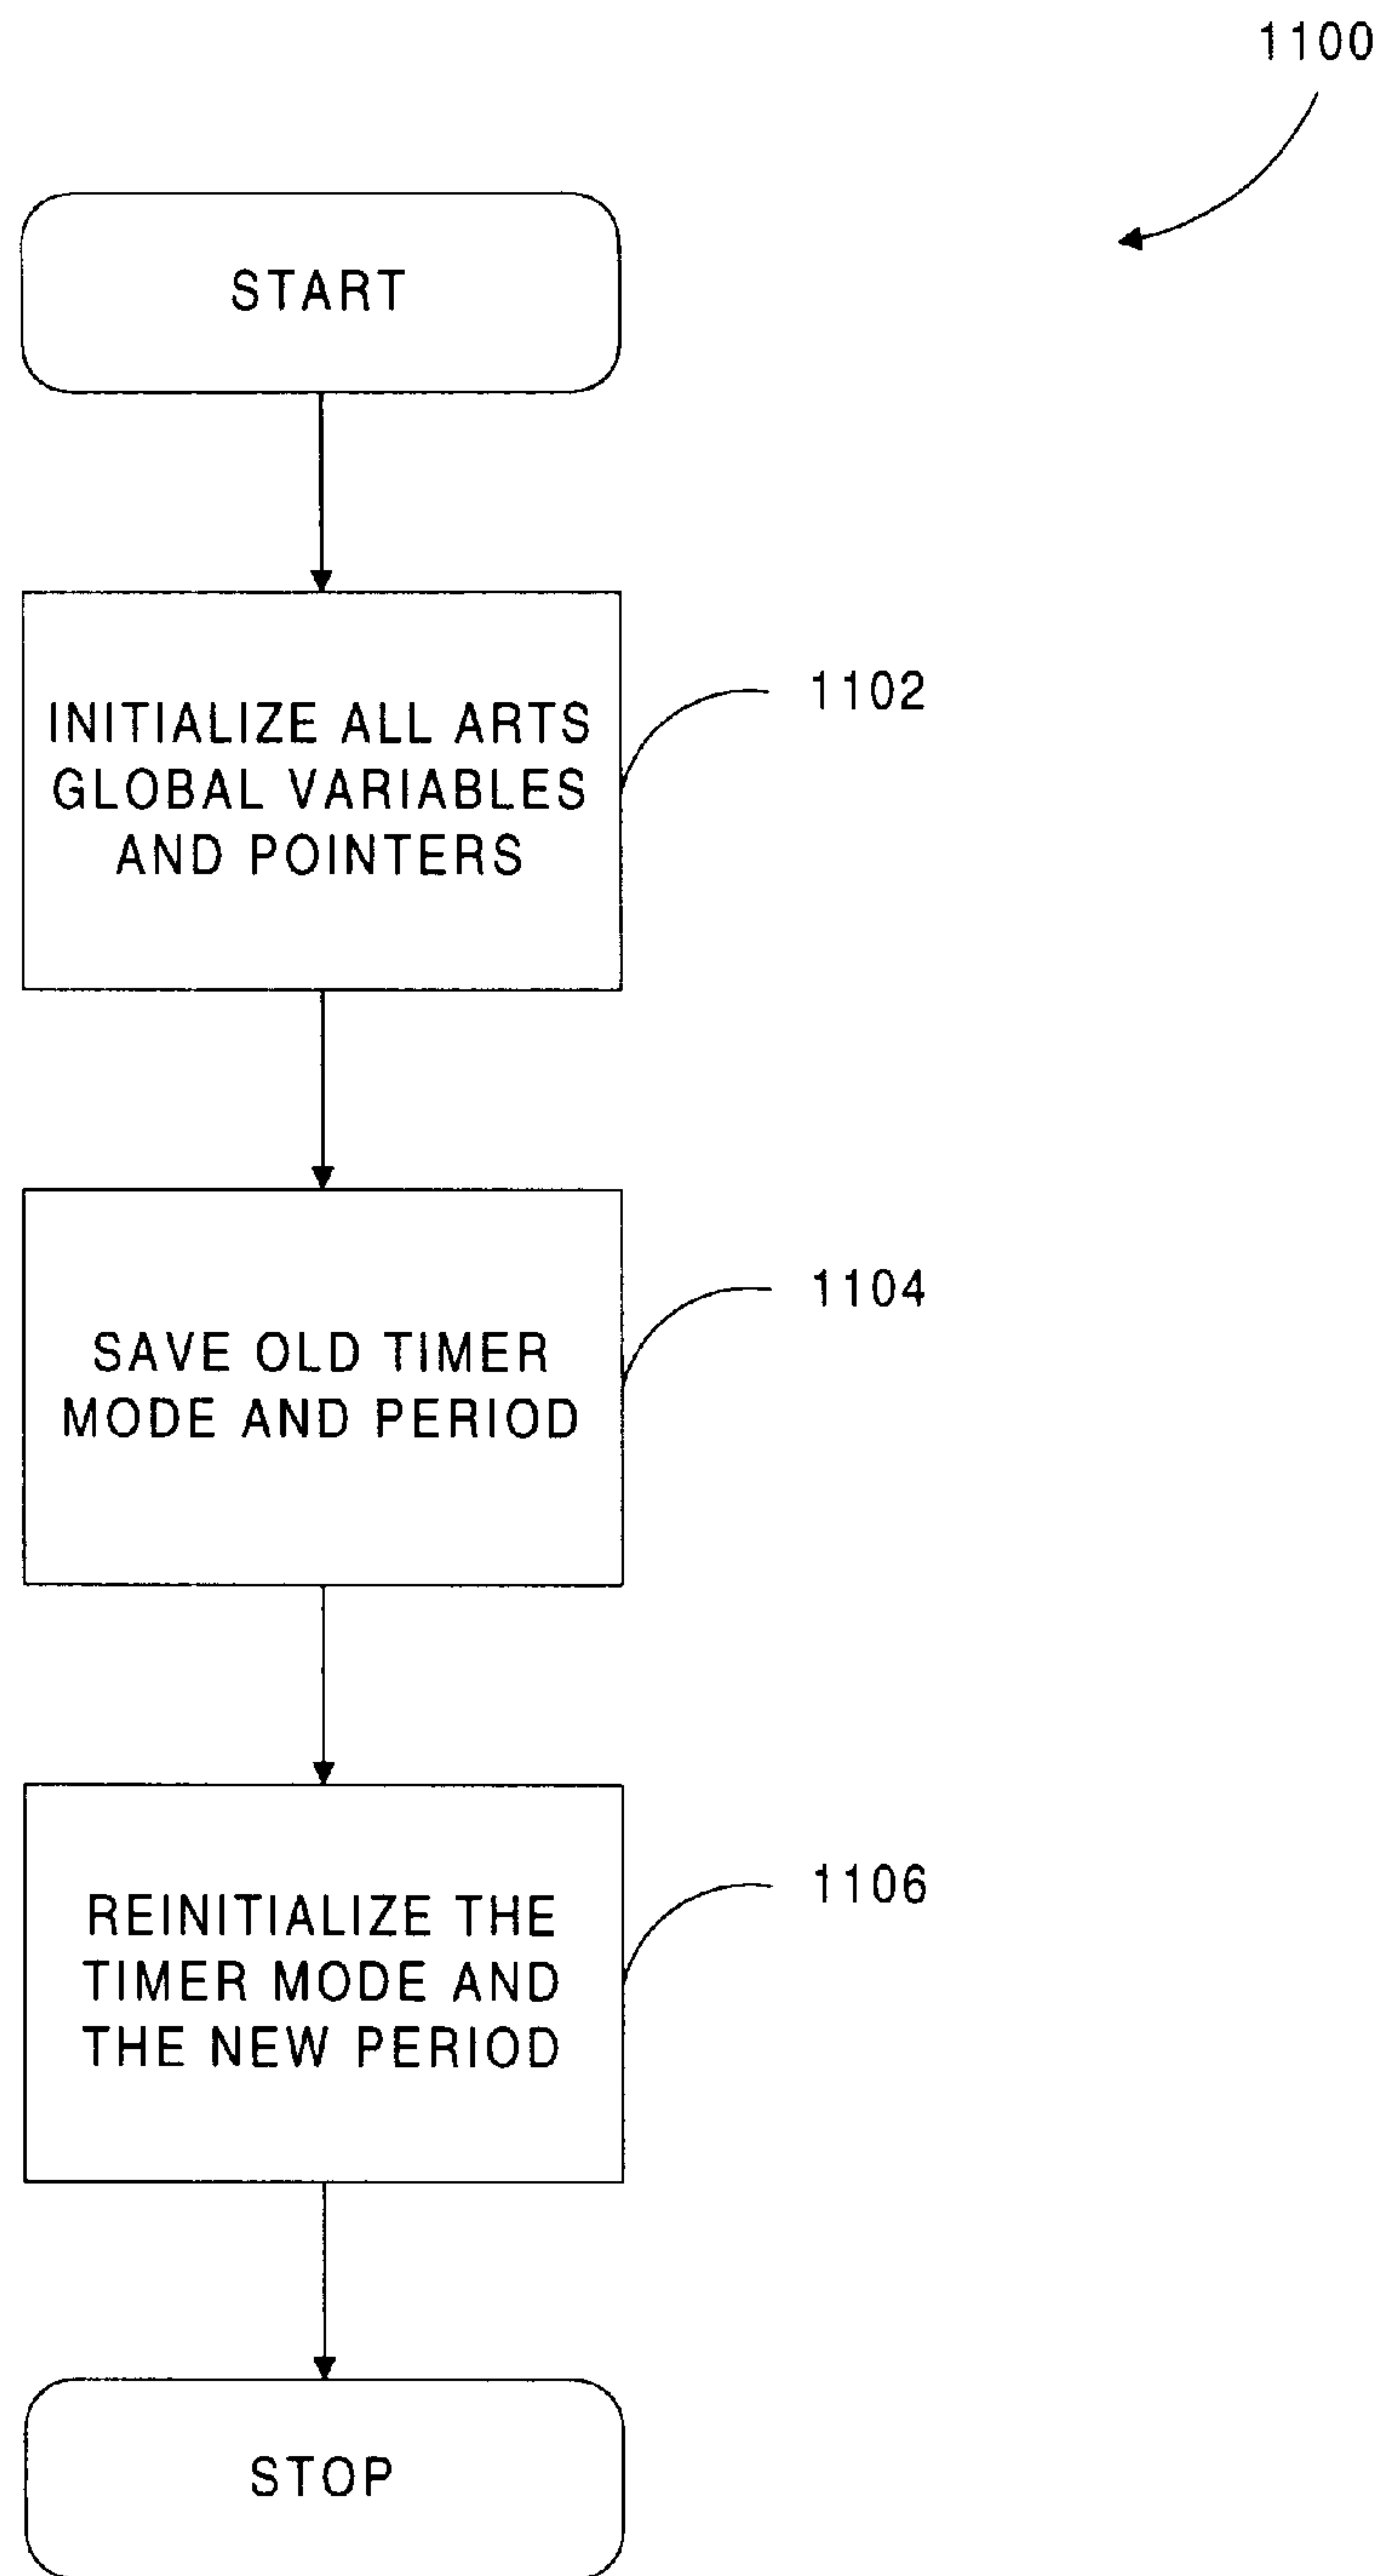 1100
START
INITIALIZE ALL ARTS
GLOBAL VARIABLES
AND POINTERS
1102
SAVE OLD TIMER
MODE AND PERIOD
1104
REINITIALIZE THE
TIMER MODE AND
THE NEW PERIOD
1106
STOP